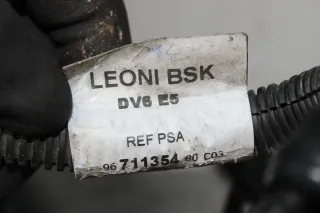 LEONI BSK
DV6 E5
REF PSA
96 711354 80 C03